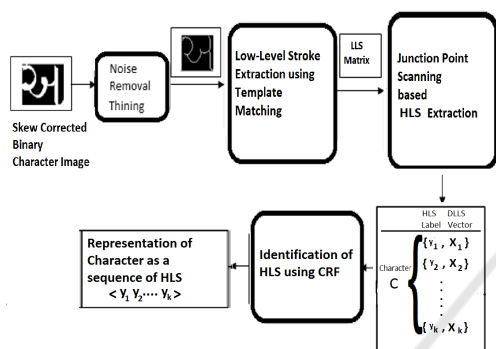 Skew Corrected
Binary
Character Image
Noise
Removal
Thining
Low-Level Stroke
Extraction using
Template
Matching
LLS
Matrix
Junction Point
Scanning
based
HLS Extraction
HLS DLLS
Label Vector
Character
C
{y₁ , X₁}
{y₂ , X₂}
{yₖ , Xₖ}
Identification of
HLS using CRF
Representation of
Character as a
sequence of HLS
< y₁ y₂···· yₖ >